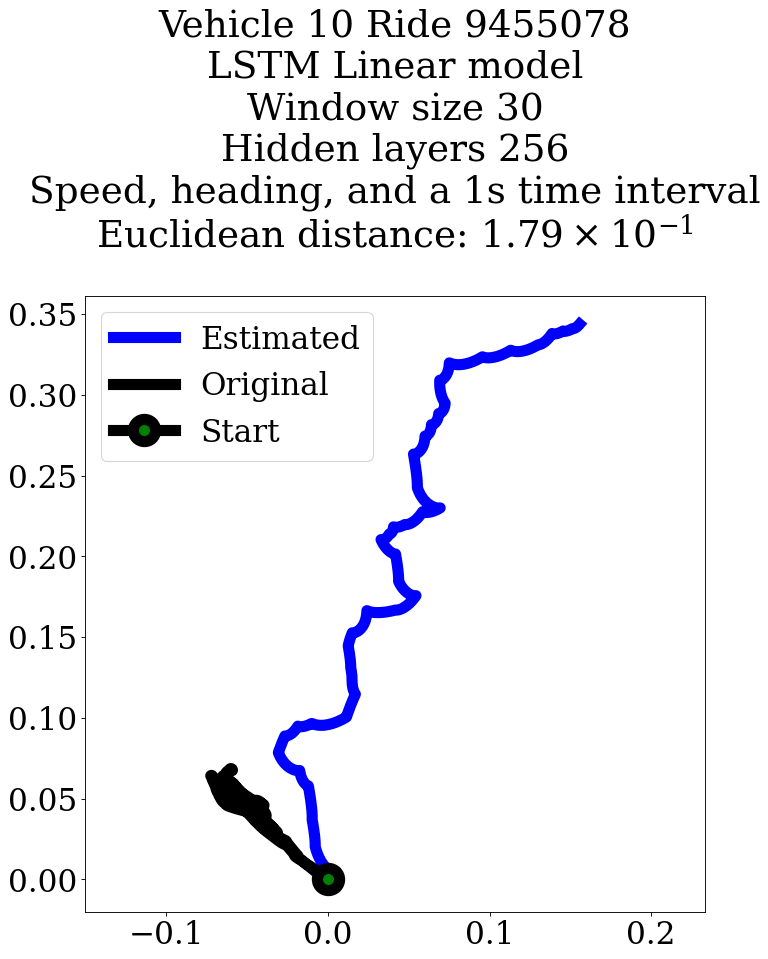 Vehicle 10 Ride 9455078
LSTM Linear model
Window size 30
Hidden layers 256
Speed, heading, and a 1s time interval
Euclidean distance: 1.79 × 10⁻¹
0.35
0.30
0.25
0.20
0.15
0.10
0.05
0.00
Estimated
Original
Start
−0.1 0.0 0.1 0.2